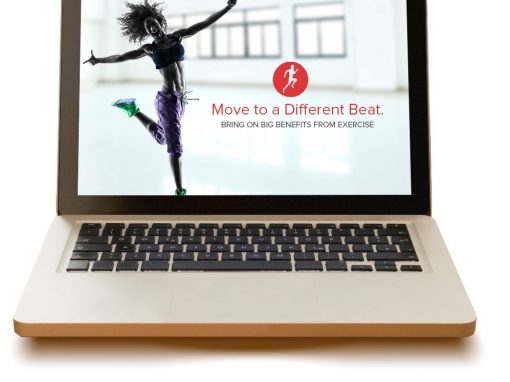 Move to a Different Beat.
BRING ON BIG BENEFITS FROM EXERCISE